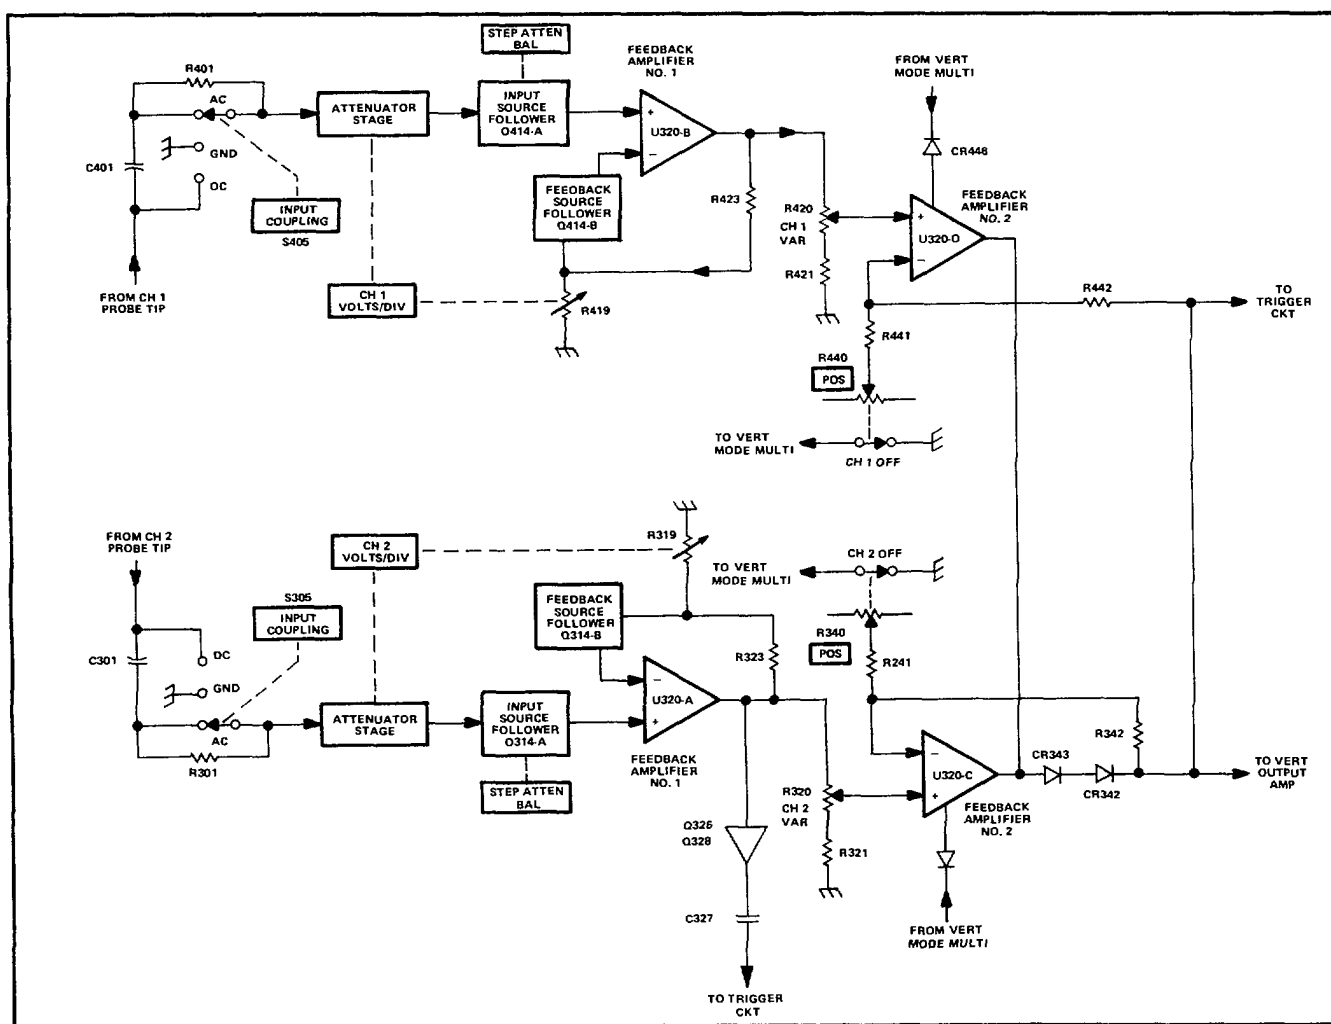 STEP ATTEN
BAL
FEEDBACK
AMPLIFIER
NO. 1
FROM VERT
MODE MULTI
R401
AC
ATTENUATOR
STAGE
INPUT
SOURCE
FOLLOWER
Q414-A
+
U320-B
−
CR448
C401
GND
DC
INPUT
COUPLING
S405
FEEDBACK
SOURCE
FOLLOWER
Q414-B
R423
R420
CH 1
VAR
R421
FEEDBACK
AMPLIFIER
NO. 2
+
U320-D
−
FROM CH 1
PROBE TIP
CH 1
VOLTS/DIV
R419
R442
TO
TRIGGER
CKT
R441
R440
POS
TO VERT
MODE MULTI
CH 1 OFF
FROM CH 2
PROBE TIP
CH 2
VOLTS/DIV
R319
TO VERT
MODE MULTI
CH 2 OFF
S305
INPUT
COUPLING
FEEDBACK
SOURCE
FOLLOWER
Q314-B
R323
R340
POS
R241
C301
DC
GND
AC
R301
ATTENUATOR
STAGE
INPUT
SOURCE
FOLLOWER
Q314-A
−
U320-A
+
FEEDBACK
AMPLIFIER
NO. 1
STEP ATTEN
BAL
R342
CR343
CR342
TO VERT
OUTPUT
AMP
−
U320-C
+
FEEDBACK
AMPLIFIER
NO. 2
R320
CH 2
VAR
R321
Q326
Q328
C327
FROM VERT
MODE MULTI
TO TRIGGER
CKT